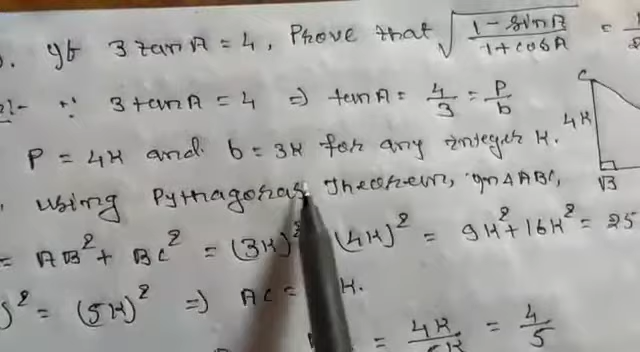 . If 3 tan A = 4, Prove that √(1 - sin A / 1 + cos A) =
∵ 3 tan A = 4 ⇒ tan A = 4/3 = P/b
P = 4K and b = 3K for any integer K.
using Pythagoras Theorem, In △ABC,
= AB² + BC² = (3K)² (4K)² = 9K² + 16K² = 25
² = (5K)² ⇒ AC = K.
= 4K/5K = 4/5
C
4K
B